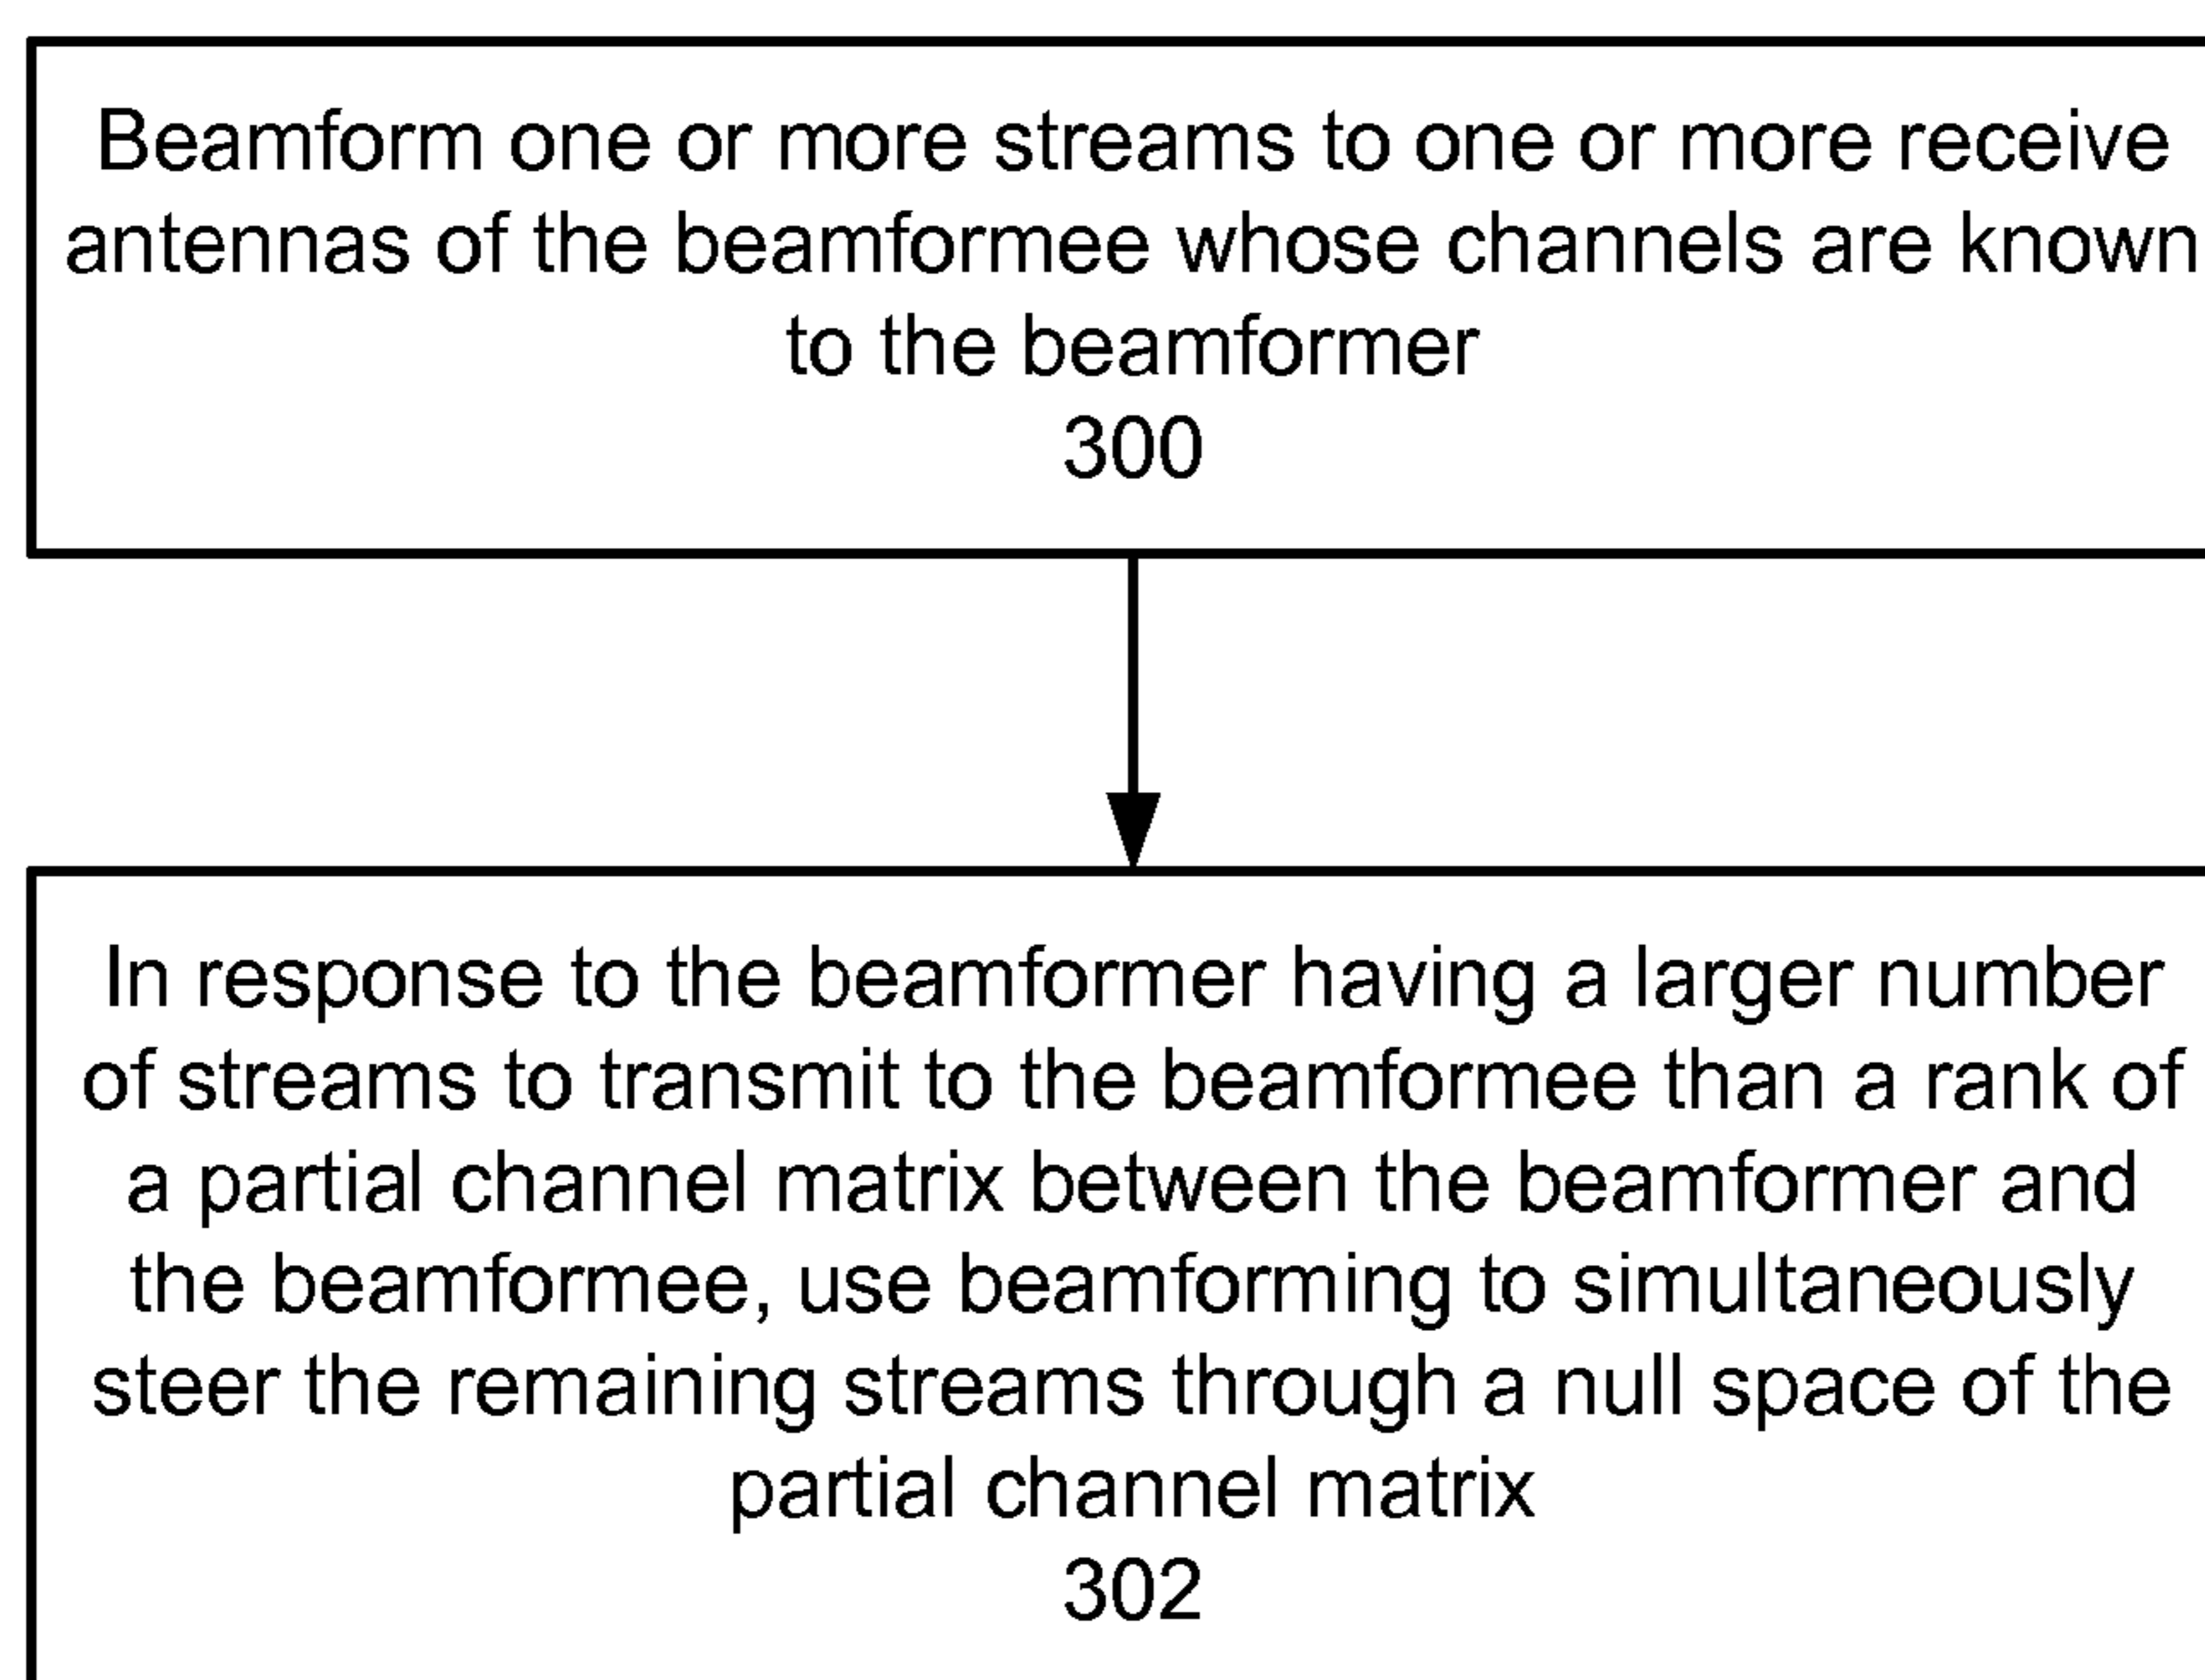 Beamform one or more streams to one or more receive
antennas of the beamformee whose channels are known
to the beamformer
300
In response to the beamformer having a larger number
of streams to transmit to the beamformee than a rank of
a partial channel matrix between the beamformer and
the beamformee, use beamforming to simultaneously
steer the remaining streams through a null space of the
partial channel matrix
302